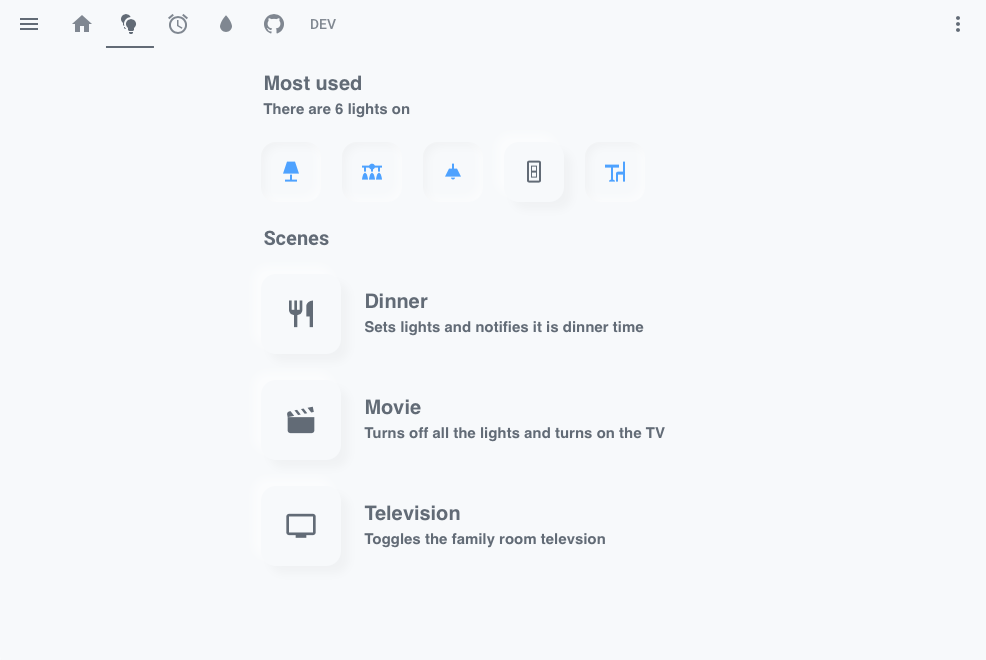 DEV
Most used
There are 6 lights on
Scenes
Dinner
Sets lights and notifies it is dinner time
Movie
Turns off all the lights and turns on the TV
Television
Toggles the family room televsion